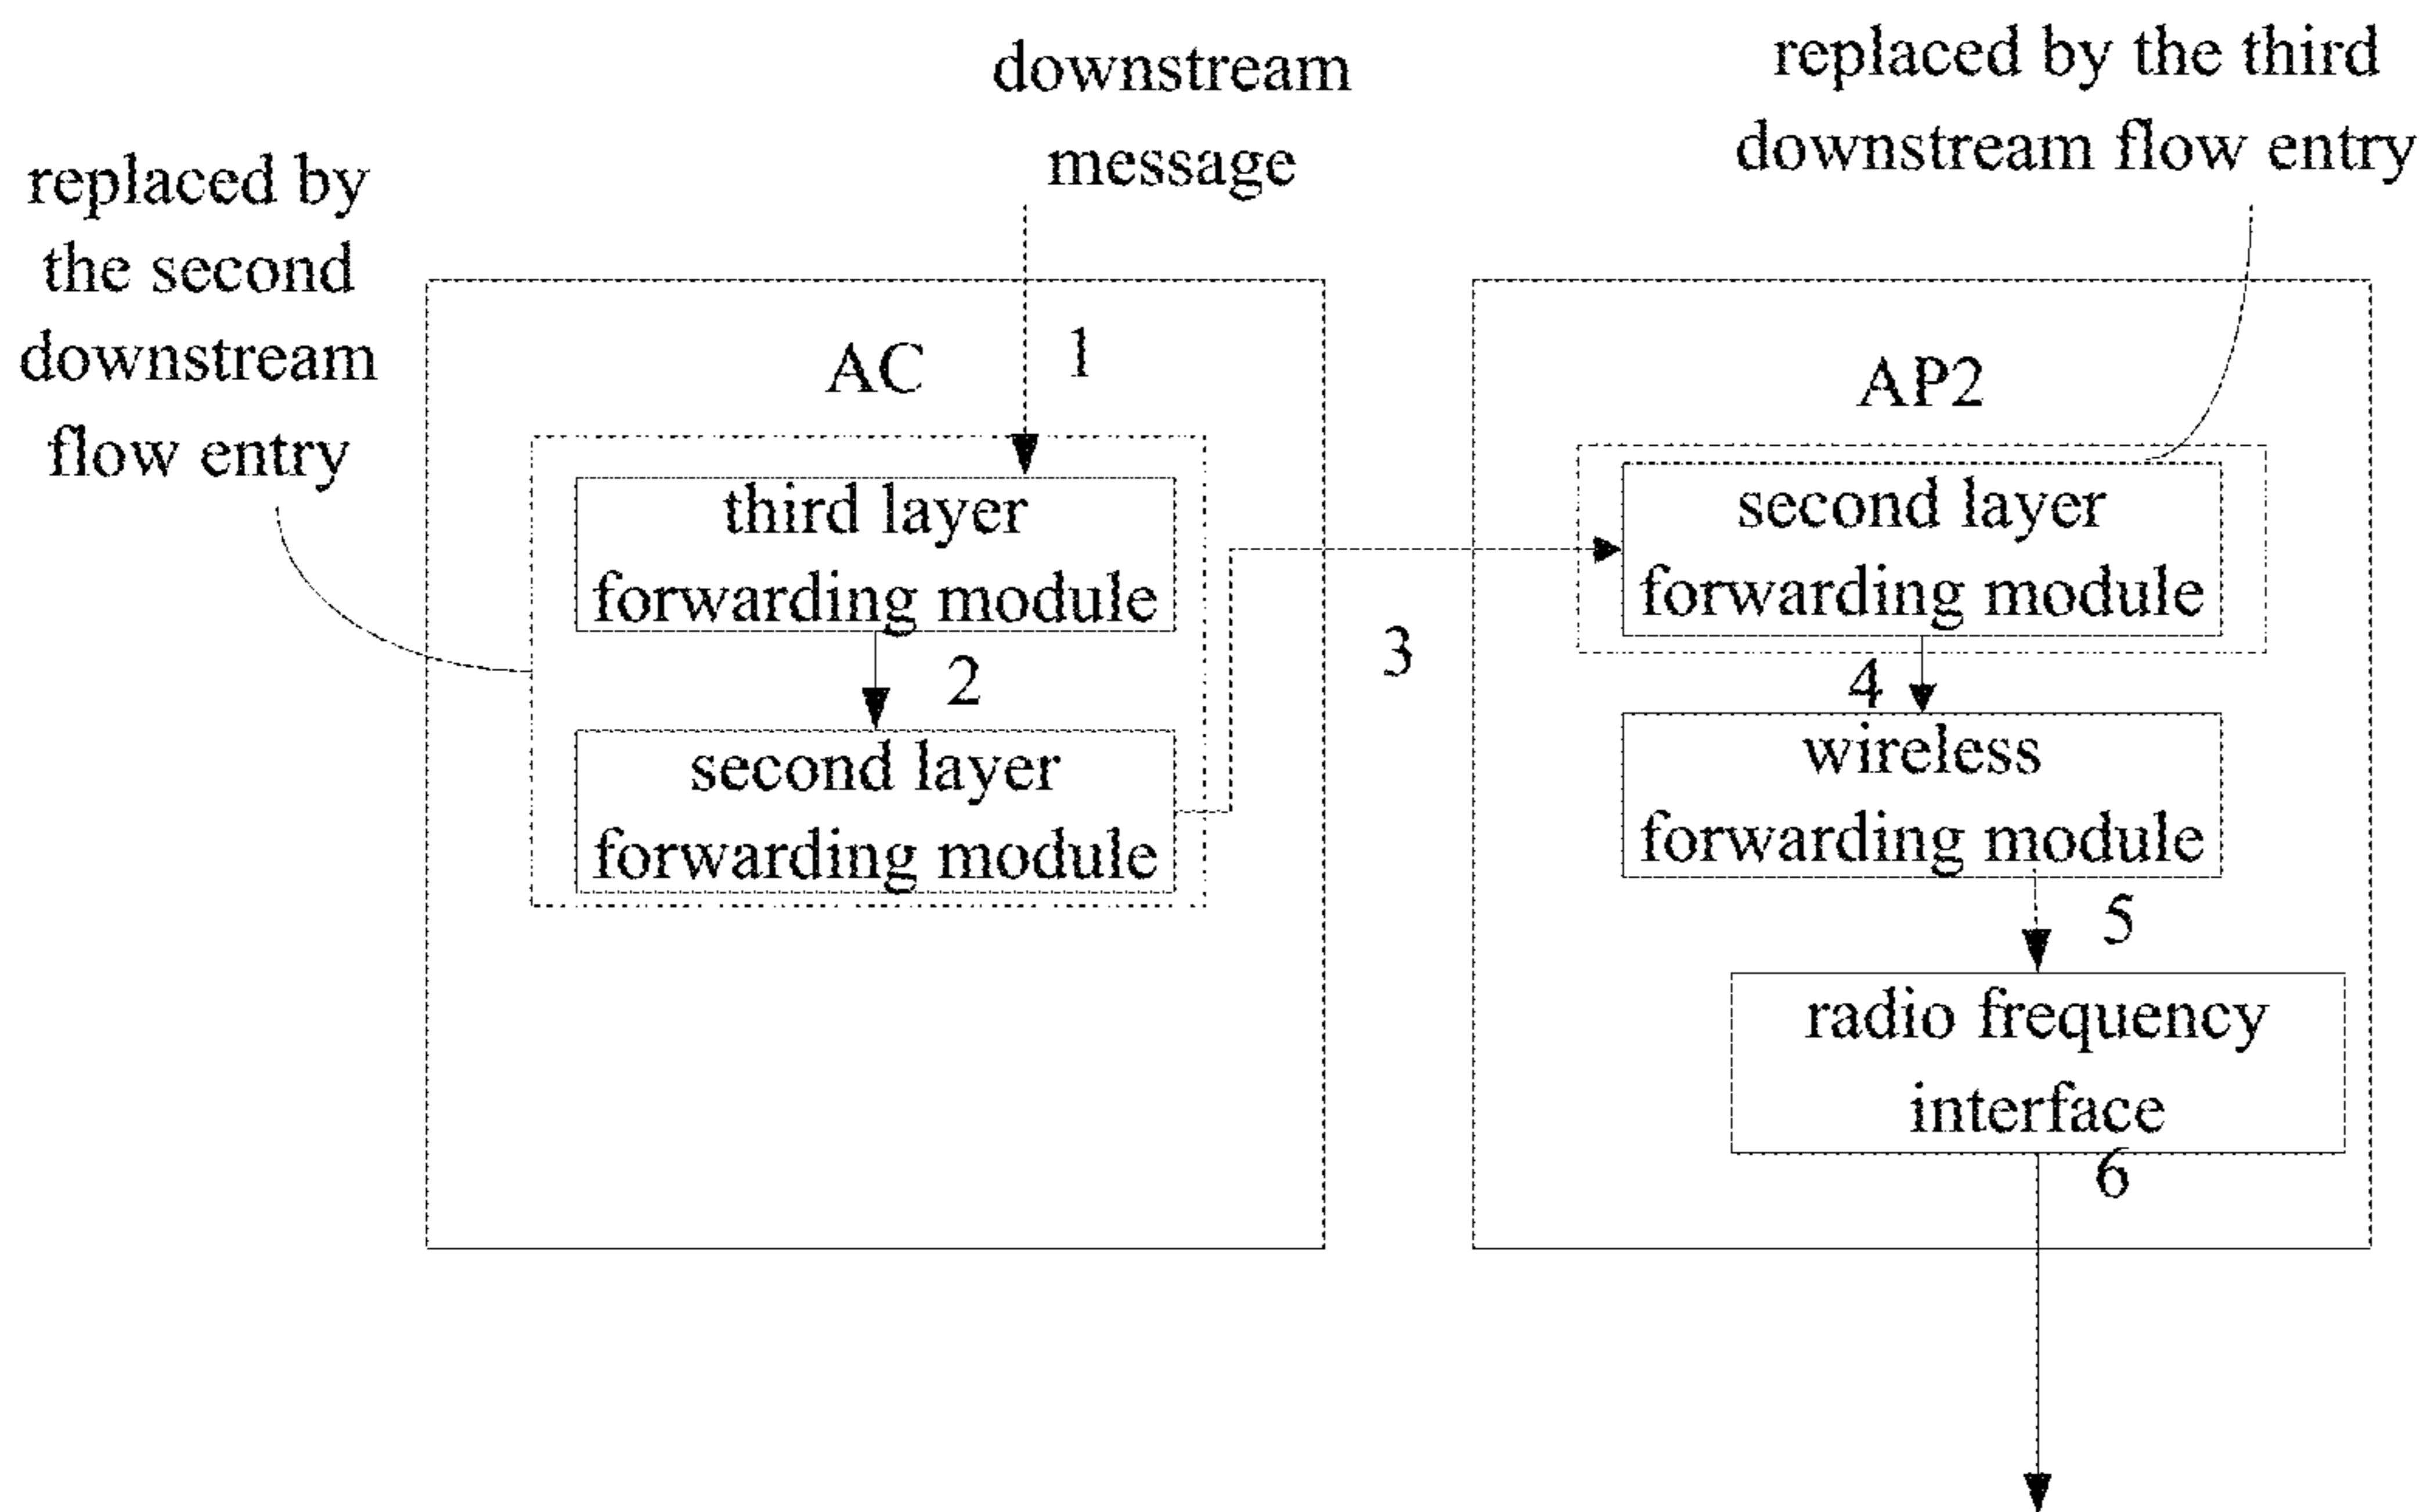 downstream
message
replaced by the third
downstream flow entry
replaced by
the second
downstream
flow entry
AC
1
third layer
forwarding module
2
second layer
forwarding module
3
AP2
second layer
forwarding module
4
wireless
forwarding module
5
radio frequency
interface
6